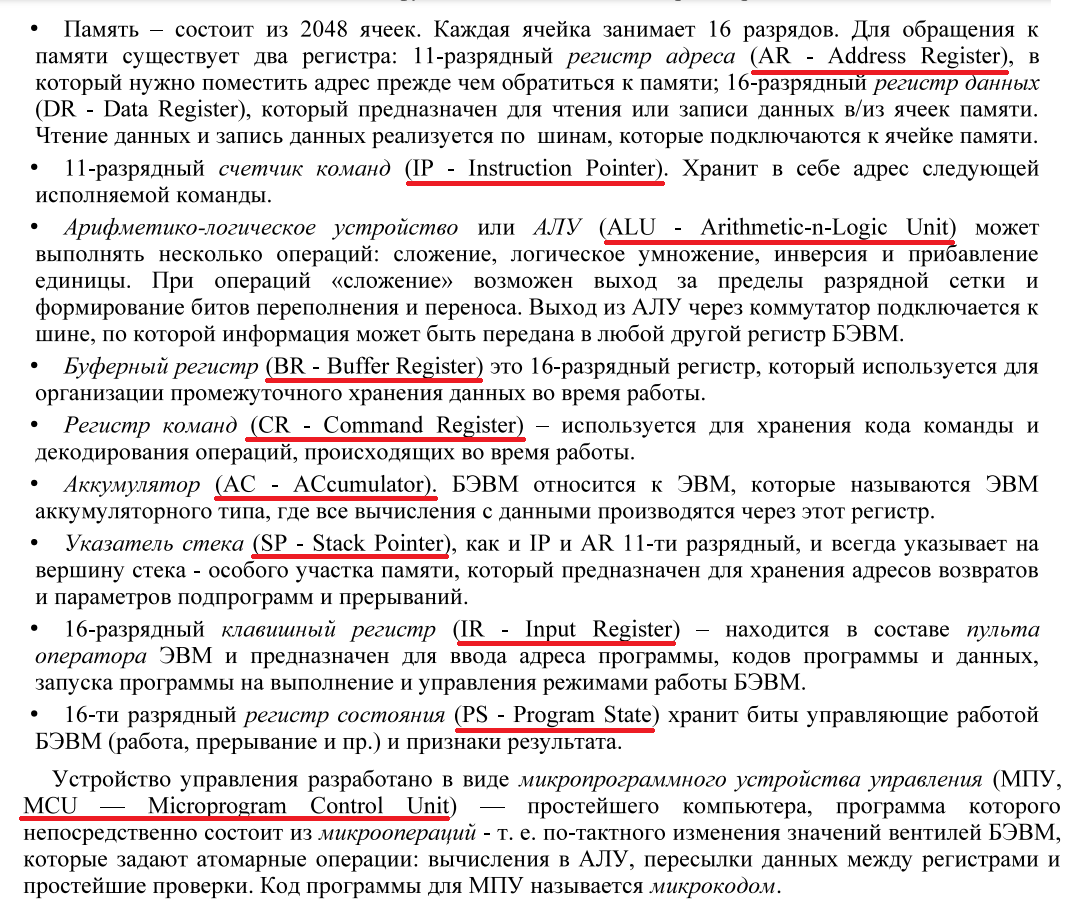 • Память – состоит из 2048 ячеек. Каждая ячейка занимает 16 разрядов. Для обращения к
памяти существует два регистра: 11-разрядный регистр адреса (AR - Address Register), в
который нужно поместить адрес прежде чем обратиться к памяти; 16-разрядный регистр данных
(DR - Data Register), который предназначен для чтения или записи данных в/из ячеек памяти.
Чтение данных и запись данных реализуется по шинам, которые подключаются к ячейке памяти.
• 11-разрядный счетчик команд (IP - Instruction Pointer). Хранит в себе адрес следующей
исполняемой команды.
• Арифметико-логическое устройство или АЛУ (ALU - Arithmetic-n-Logic Unit) может
выполнять несколько операций: сложение, логическое умножение, инверсия и прибавление
единицы. При операций «сложение» возможен выход за пределы разрядной сетки и
формирование битов переполнения и переноса. Выход из АЛУ через коммутатор подключается к
шине, по которой информация может быть передана в любой другой регистр БЭВМ.
• Буферный регистр (BR - Buffer Register) это 16-разрядный регистр, который используется для
организации промежуточного хранения данных во время работы.
• Регистр команд (CR - Command Register) – используется для хранения кода команды и
декодирования операций, происходящих во время работы.
• Аккумулятор (AC - ACcumulator). БЭВМ относится к ЭВМ, которые называются ЭВМ
аккумуляторного типа, где все вычисления с данными производятся через этот регистр.
• Указатель стека (SP - Stack Pointer), как и IP и AR 11-ти разрядный, и всегда указывает на
вершину стека - особого участка памяти, который предназначен для хранения адресов возвратов
и параметров подпрограмм и прерываний.
• 16-разрядный клавишный регистр (IR - Input Register) – находится в составе пульта
оператора ЭВМ и предназначен для ввода адреса программы, кодов программы и данных,
запуска программы на выполнение и управления режимами работы БЭВМ.
• 16-ти разрядный регистр состояния (PS - Program State) хранит биты управляющие работой
БЭВМ (работа, прерывание и пр.) и признаки результата.
Устройство управления разработано в виде микропрограммного устройства управления (МПУ,
MCU — Microprogram Control Unit) — простейшего компьютера, программа которого
непосредственно состоит из микроопераций - т. е. по-тактного изменения значений вентилей БЭВМ,
которые задают атомарные операции: вычисления в АЛУ, пересылки данных между регистрами и
простейшие проверки. Код программы для МПУ называется микрокодом.